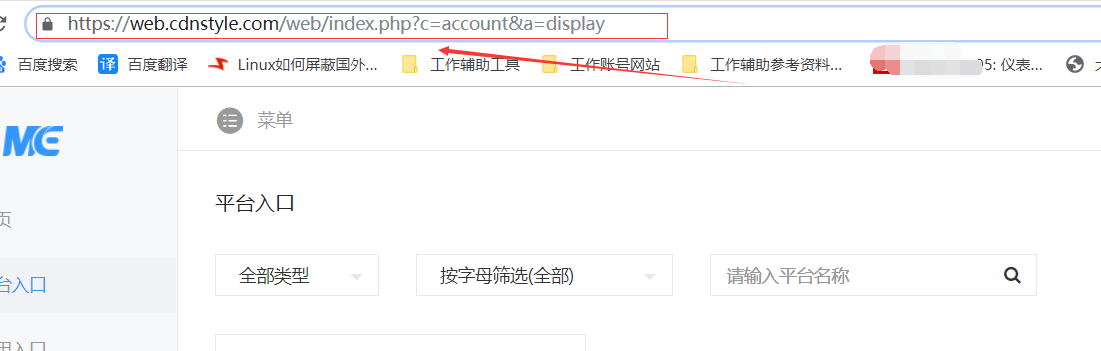 https://web.cdnstyle.com/web/index.php?c=account&a=display
百度搜索 译 百度翻译 Linux如何屏蔽国外... 工作辅助工具 工作账号网站 工作辅助参考资料... 05: 仪表...
菜单
平台入口
页
全部类型 按字母筛选(全部) 请输入平台名称
台入口